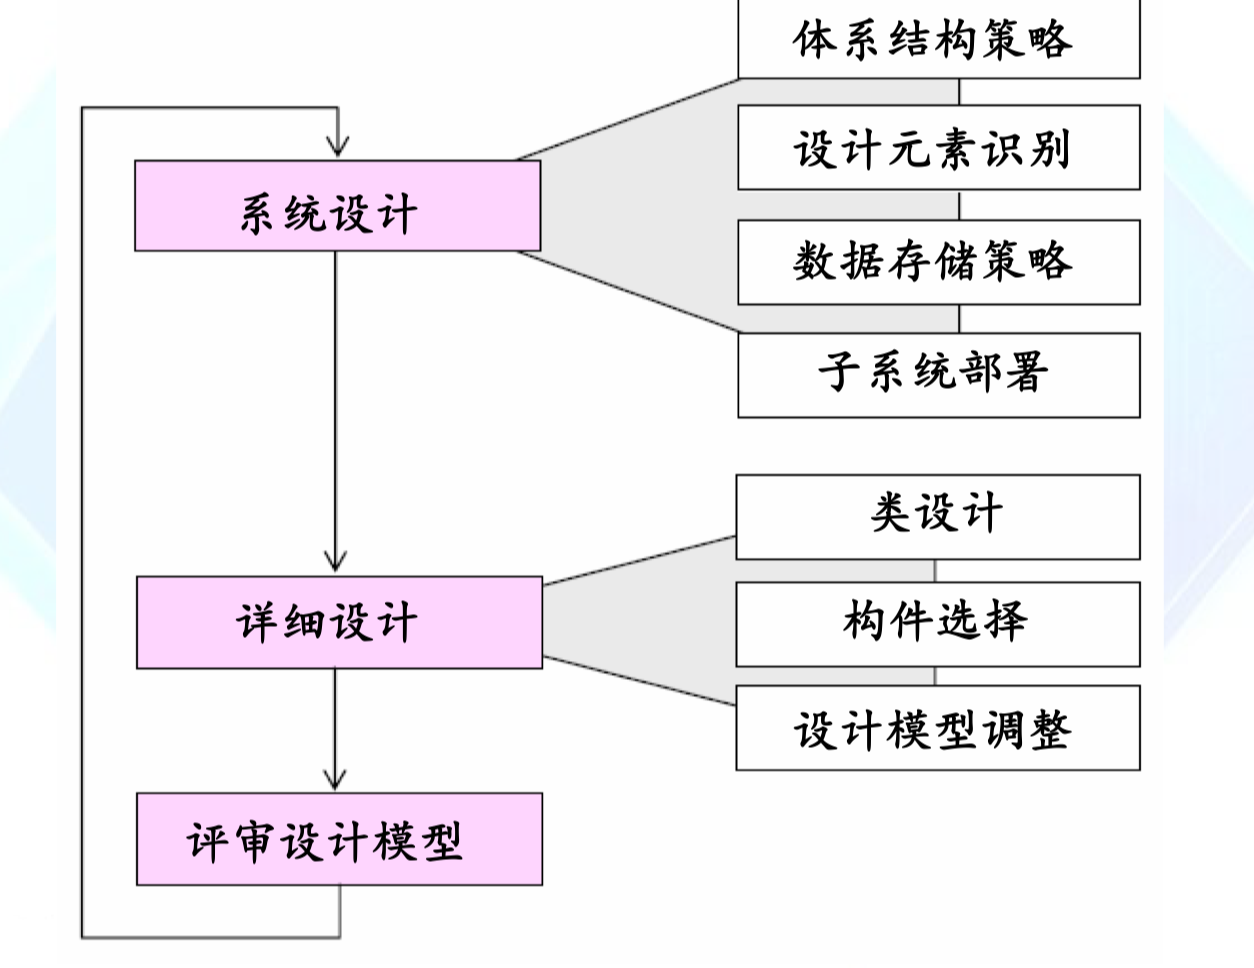 体系结构策略
设计元素识别
系统设计
数据存储策略
子系统部署
类设计
详细设计
构件选择
设计模型调整
评审设计模型